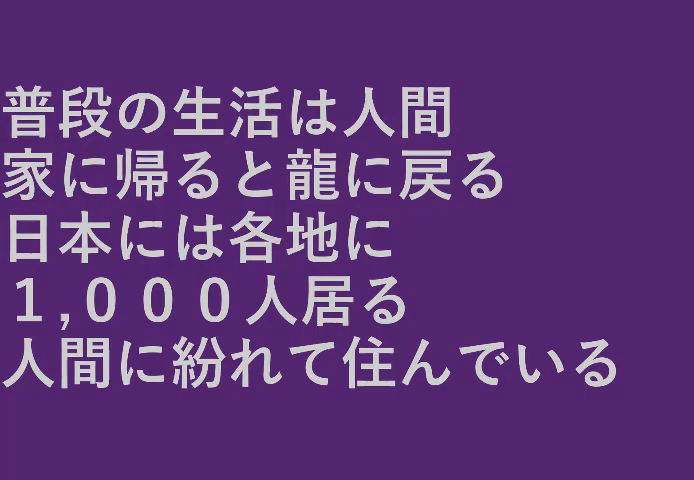 普段の生活は人間
家に帰ると龍に戻る
日本には各地に
１,０００人居る
人間に紛れて住んでいる